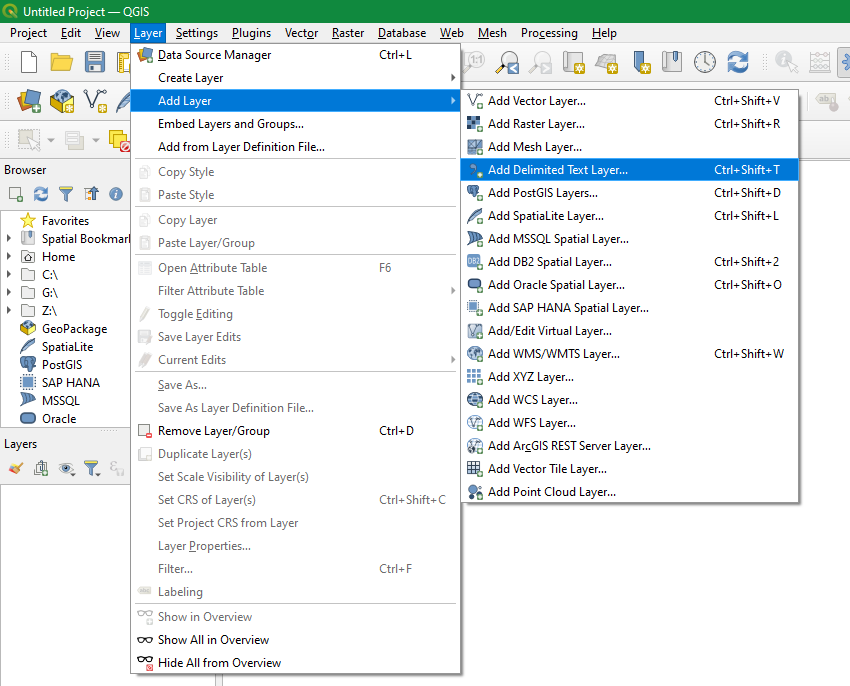 Untitled Project — QGIS
Project Edit View Layer Settings Plugins Vector Raster Database Web Mesh Processing Help
Data Source Manager Ctrl+L
Create Layer
Add Layer
Embed Layers and Groups...
Add from Layer Definition File...
Copy Style
Paste Style
Copy Layer
Paste Layer/Group
Open Attribute Table F6
Filter Attribute Table
Toggle Editing
Save Layer Edits
Current Edits
Save As...
Save As Layer Definition File...
Remove Layer/Group Ctrl+D
Duplicate Layer(s)
Set Scale Visibility of Layer(s)
Set CRS of Layer(s) Ctrl+Shift+C
Set Project CRS from Layer
Layer Properties...
Filter... Ctrl+F
Labeling
Show in Overview
Show All in Overview
Hide All from Overview
Add Vector Layer... Ctrl+Shift+V
Add Raster Layer... Ctrl+Shift+R
Add Mesh Layer...
Add Delimited Text Layer... Ctrl+Shift+T
Add PostGIS Layers... Ctrl+Shift+D
Add SpatiaLite Layer... Ctrl+Shift+L
Add MSSQL Spatial Layer...
DB2 Add DB2 Spatial Layer... Ctrl+Shift+2
Add Oracle Spatial Layer... Ctrl+Shift+O
Add SAP HANA Spatial Layer...
Add/Edit Virtual Layer...
Add WMS/WMTS Layer... Ctrl+Shift+W
Add XYZ Layer...
Add WCS Layer...
Add WFS Layer...
Add ArcGIS REST Server Layer...
Add Vector Tile Layer...
Add Point Cloud Layer...
1:1
ab
Browser
Favorites
Spatial Bookmar
Home
C:\
G:\
Z:\
GeoPackage
SpatiaLite
PostGIS
SAP HANA
MSSQL
Oracle
Layers